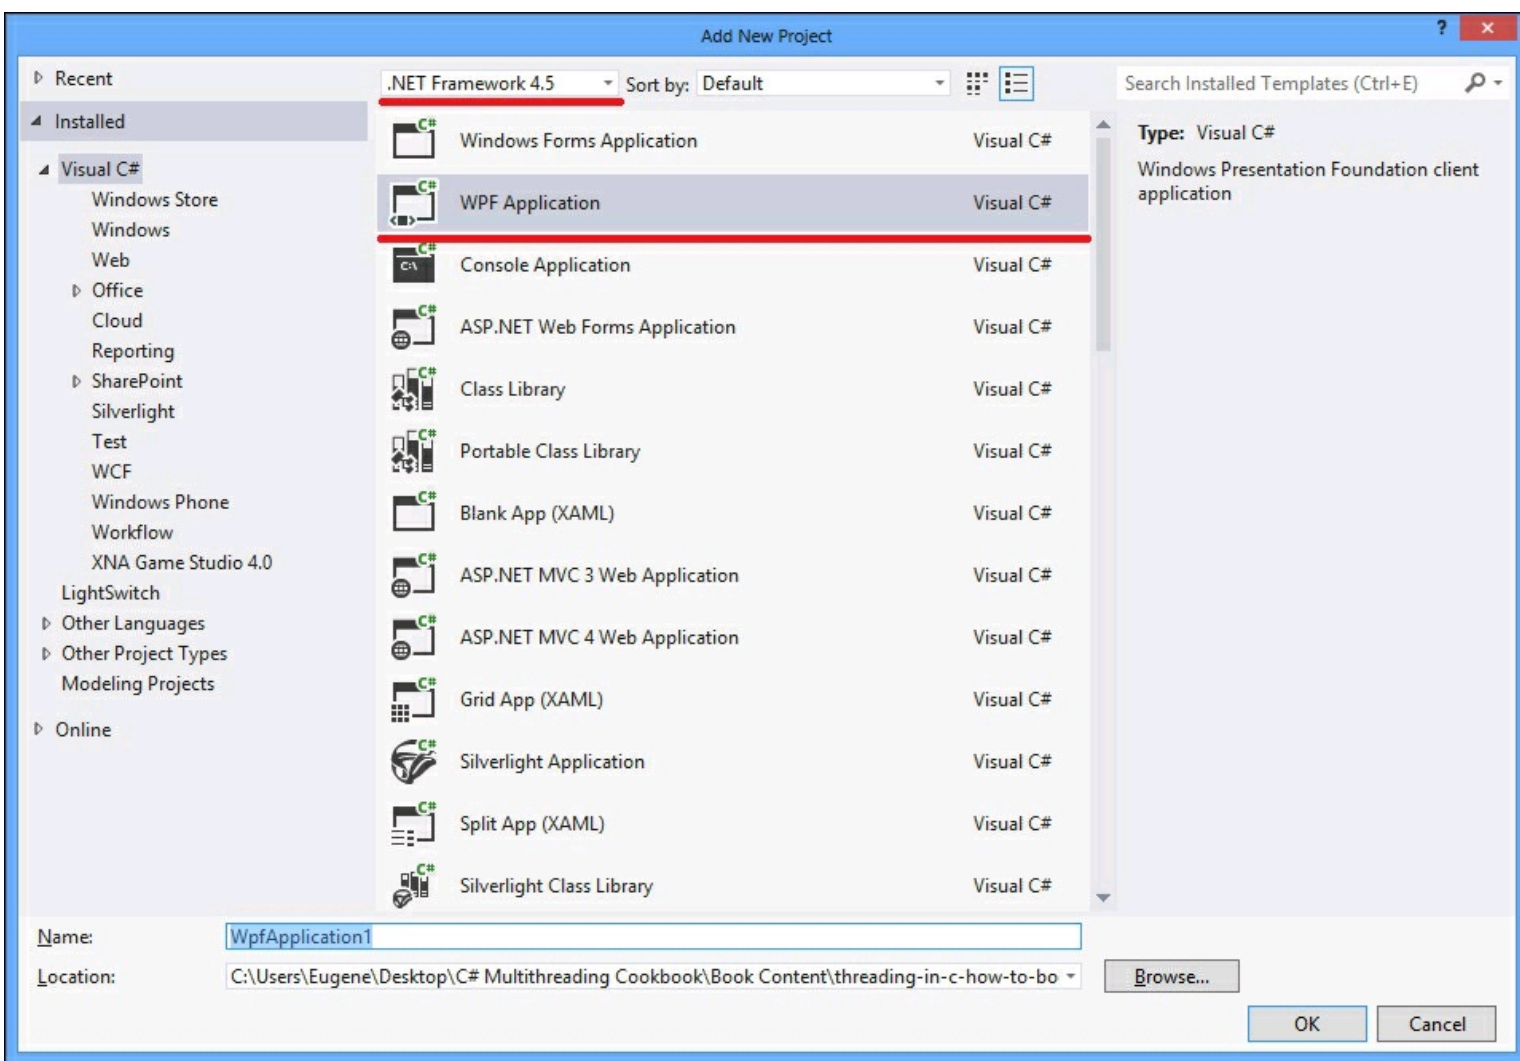 Add New Project
?
Recent
Installed
Visual C#
Windows Store
Windows
Web
Office
Cloud
Reporting
SharePoint
Silverlight
Test
WCF
Windows Phone
Workflow
XNA Game Studio 4.0
LightSwitch
Other Languages
Other Project Types
Modeling Projects
Online
.NET Framework 4.5 Sort by: Default
C# Windows Forms Application Visual C#
C# WPF Application Visual C#
C# C:\ Console Application Visual C#
C# ASP.NET Web Forms Application Visual C#
C# Class Library Visual C#
C# Portable Class Library Visual C#
C# Blank App (XAML) Visual C#
C# ASP.NET MVC 3 Web Application Visual C#
C# ASP.NET MVC 4 Web Application Visual C#
C# Grid App (XAML) Visual C#
C# Silverlight Application Visual C#
C# Split App (XAML) Visual C#
C# Silverlight Class Library Visual C#
Search Installed Templates (Ctrl+E)
Type: Visual C#
Windows Presentation Foundation client
application
Name: WpfApplication1
Location: C:\Users\Eugene\Desktop\C# Multithreading Cookbook\Book Content\threading-in-c-how-to-bo Browse...
OK Cancel